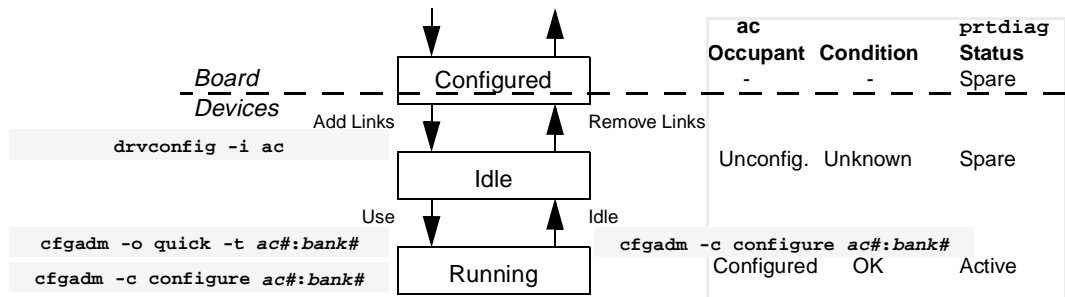 ac prtdiag
Occupant Condition Status
Board Configured - - Spare
Devices
Add Links Remove Links
drvconfig -i ac
Idle Unconfig. Unknown Spare
Use Idle
cfgadm -o quick -t ac#:bank# cfgadm -c configure ac#:bank#
cfgadm -c configure ac#:bank# Running Configured OK Active